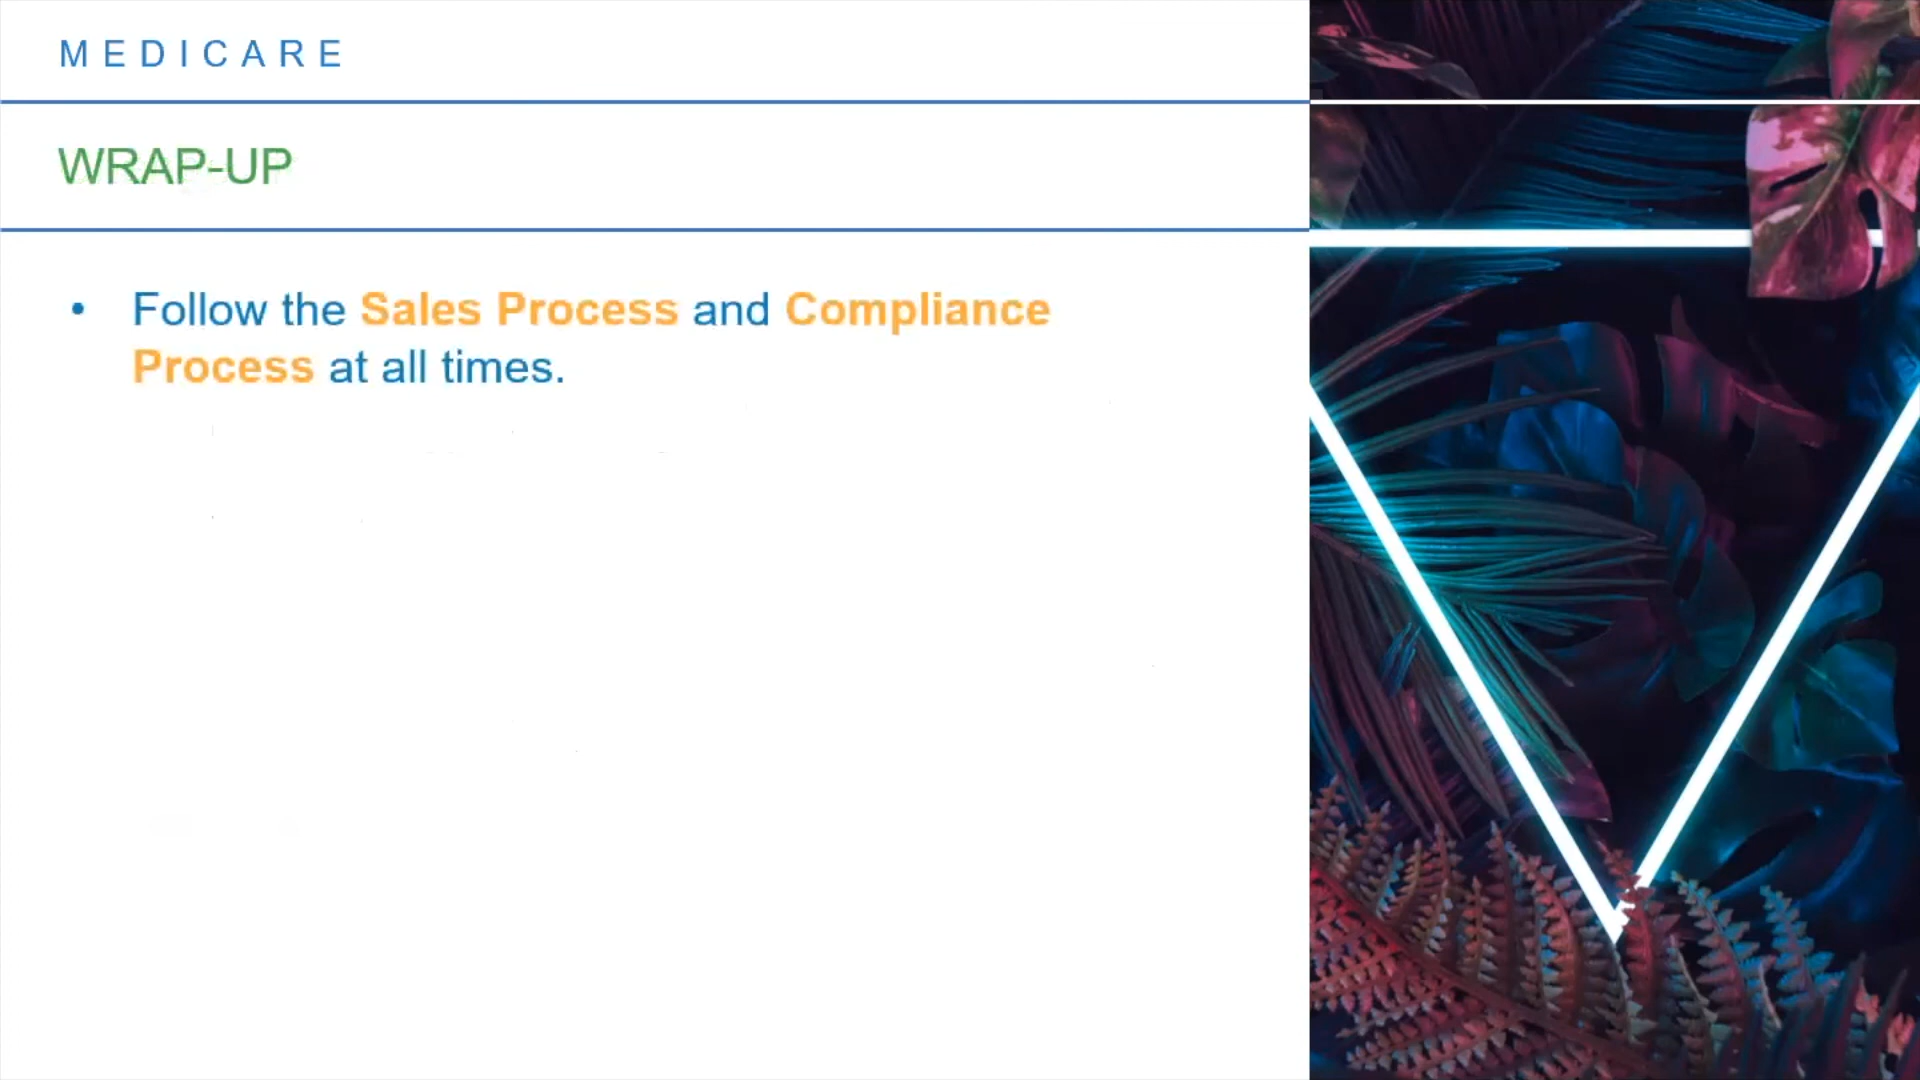 MEDICARE
WRAP-UP
• Follow the Sales Process and Compliance
Process at all times.